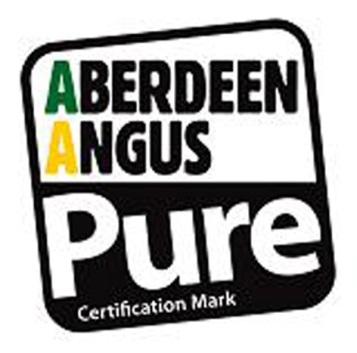 ABERDEEN
ANGUS
Pure
Certification Mark